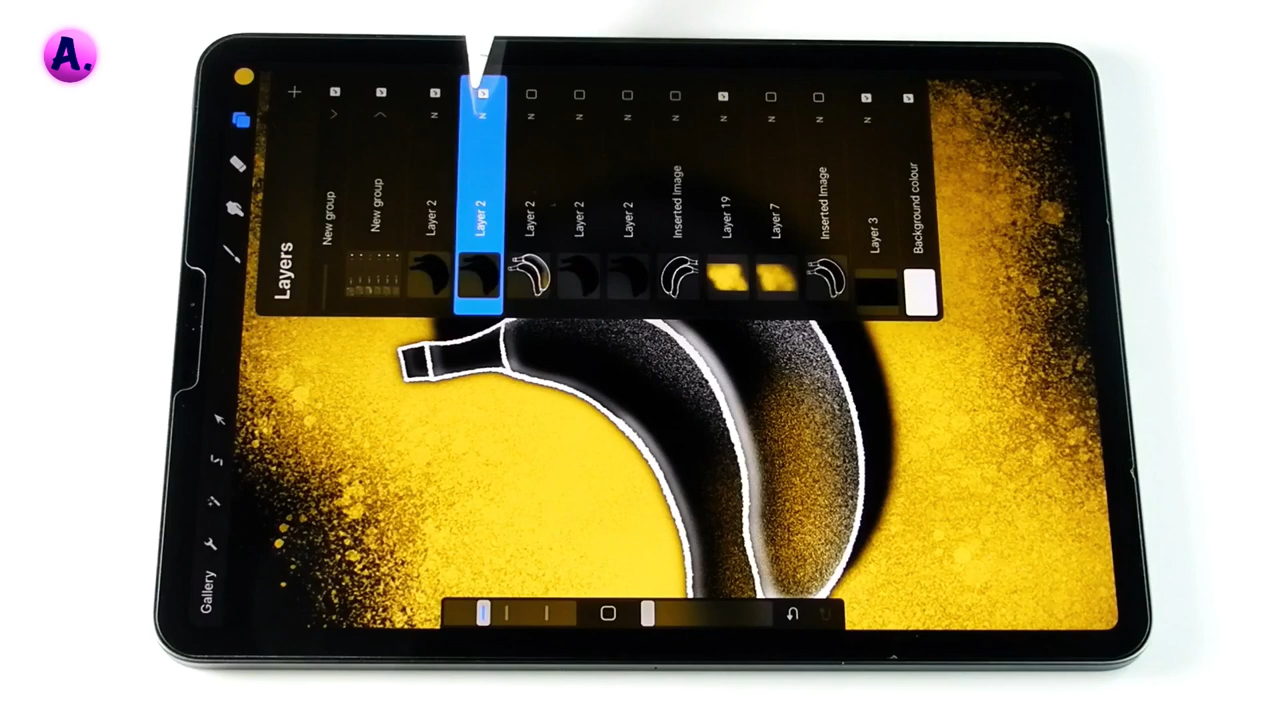 A.
Gallery
Layers
New group
New group
Layer 2
N
Layer 2
N
Layer 2
N
Layer 2
N
Layer 2
N
Inserted Image
N
Layer 19
N
Layer 7
N
Inserted Image
N
Layer 3
N
Background colour